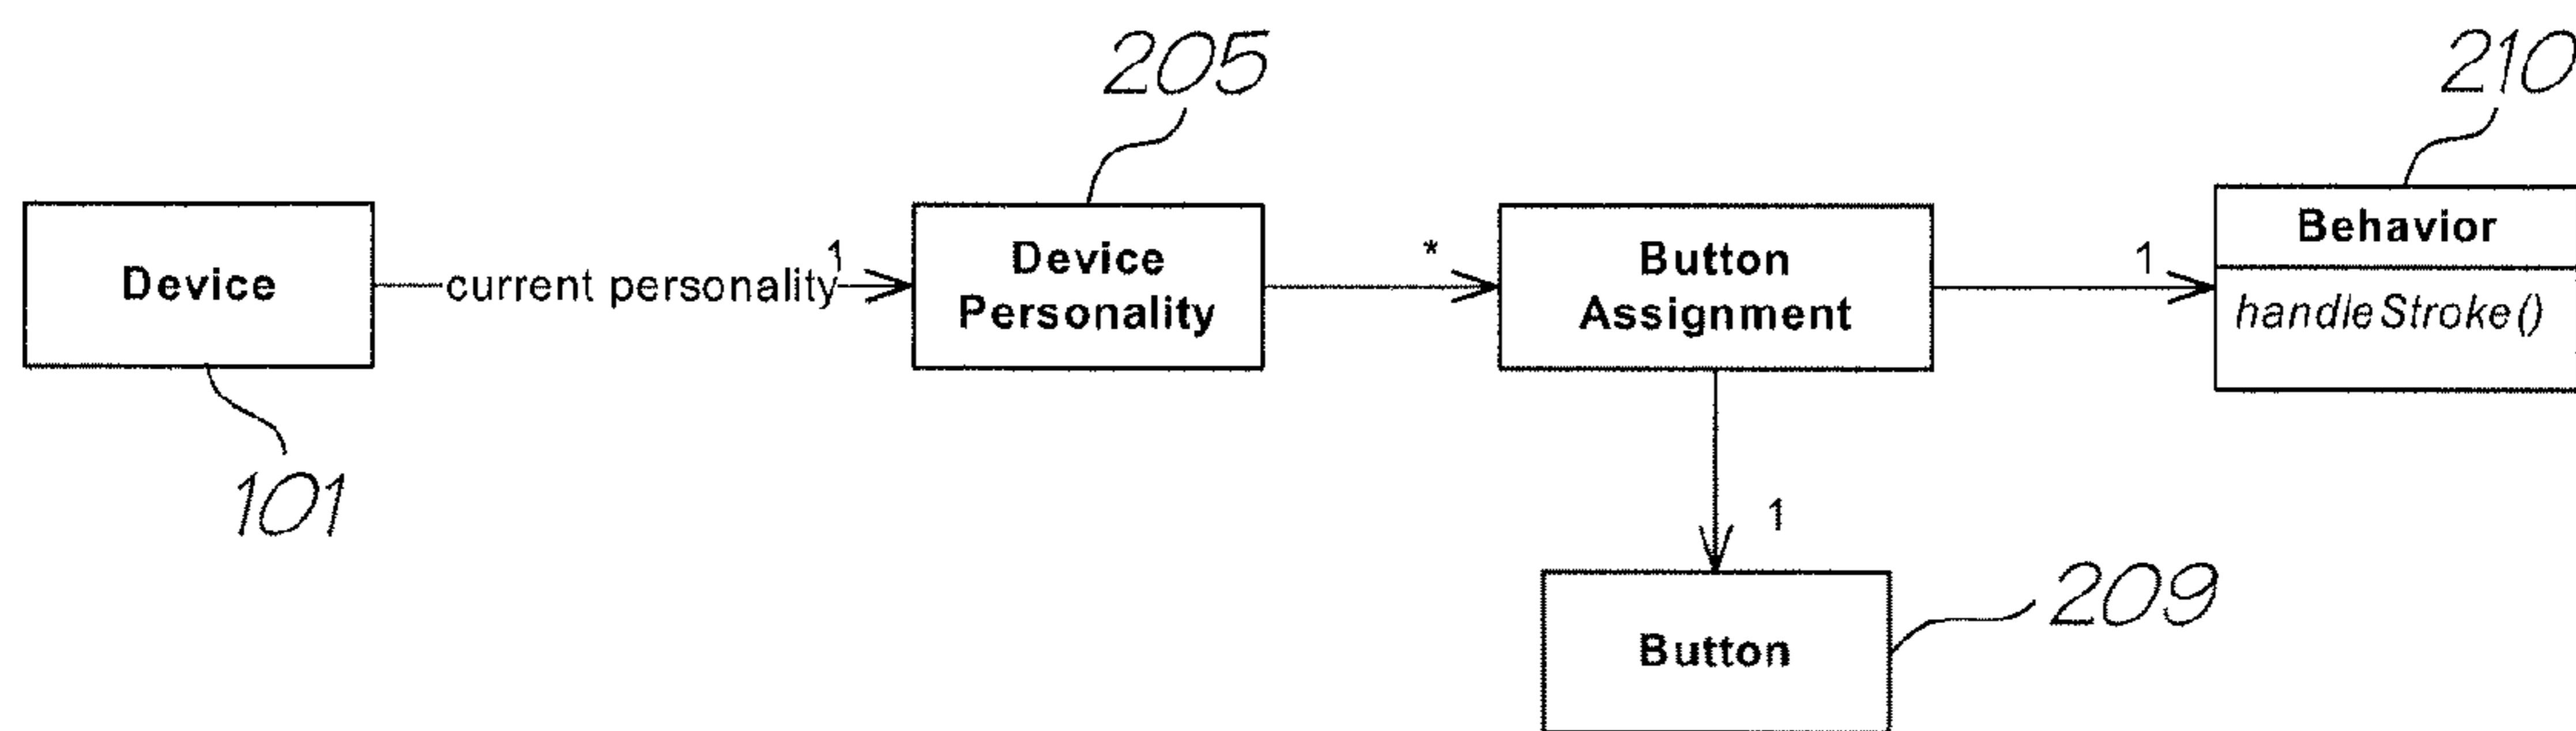 205
210
Device
current personality
1
Device
Personality
*
Button
Assignment
1
Behavior
handleStroke()
101
1
Button
209